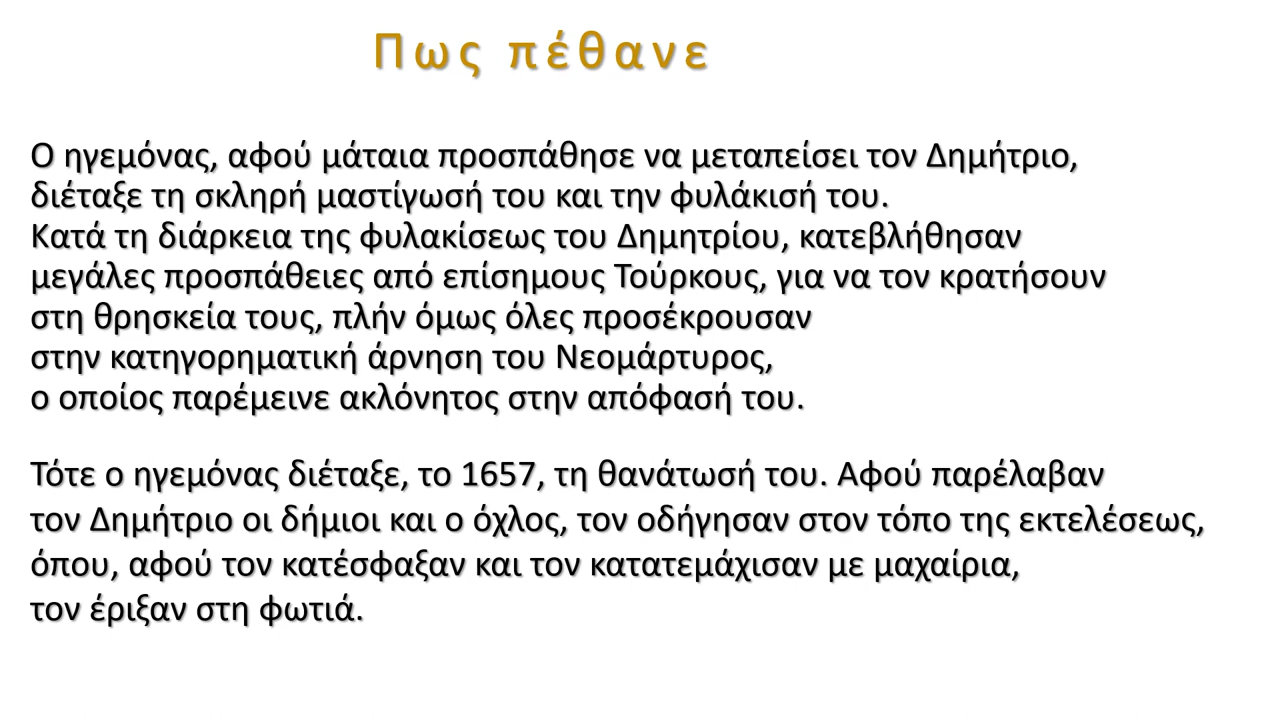 Πως πέθανε
Ο ηγεμόνας, αφού μάταια προσπάθησε να μεταπείσει τον Δημήτριο,
διέταξε τη σκληρή μαστίγωσή του και την φυλάκισή του.
Κατά τη διάρκεια της φυλακίσεως του Δημητρίου, κατεβλήθησαν
μεγάλες προσπάθειες από επίσημους Τούρκους, για να τον κρατήσουν
στη θρησκεία τους, πλήν όμως όλες προσέκρουσαν
στην κατηγορηματική άρνηση του Νεομάρτυρος,
ο οποίος παρέμεινε ακλόνητος στην απόφασή του.
Τότε ο ηγεμόνας διέταξε, το 1657, τη θανάτωσή του. Αφού παρέλαβαν
τον Δημήτριο οι δήμιοι και ο όχλος, τον οδήγησαν στον τόπο της εκτελέσεως,
όπου, αφού τον κατέσφαξαν και τον κατατεμάχισαν με μαχαίρια,
τον έριξαν στη φωτιά.